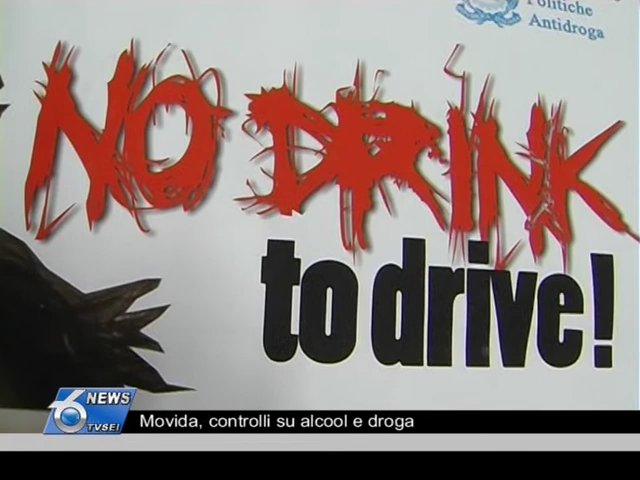 Politiche
Antidroga
NO DRINK
to drive!
6 NEWS
TVSEI
Movida, controlli su alcool e droga